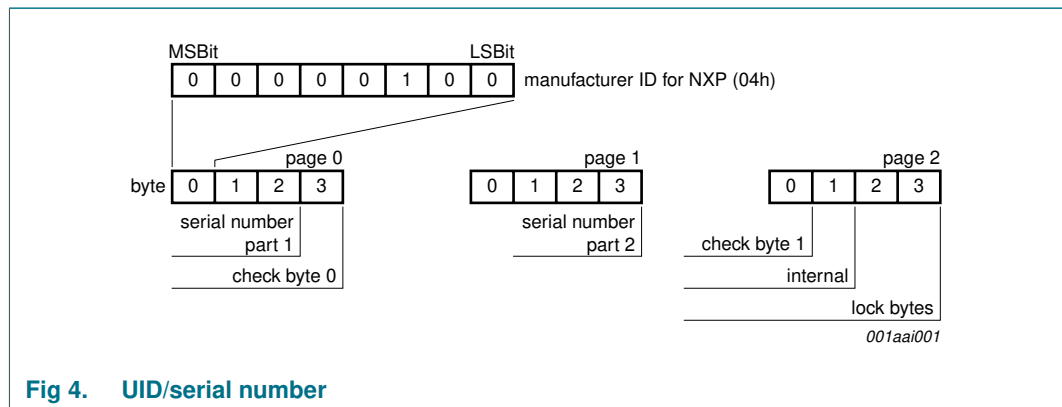 MSBit LSBit
0 0 0 0 0 1 0 0 manufacturer ID for NXP (04h)
page 0 page 1 page 2
byte 0 1 2 3 0 1 2 3 0 1 2 3
serial number serial number
part 1 part 2 check byte 1
check byte 0 internal
lock bytes
001aai001
Fig 4. UID/serial number